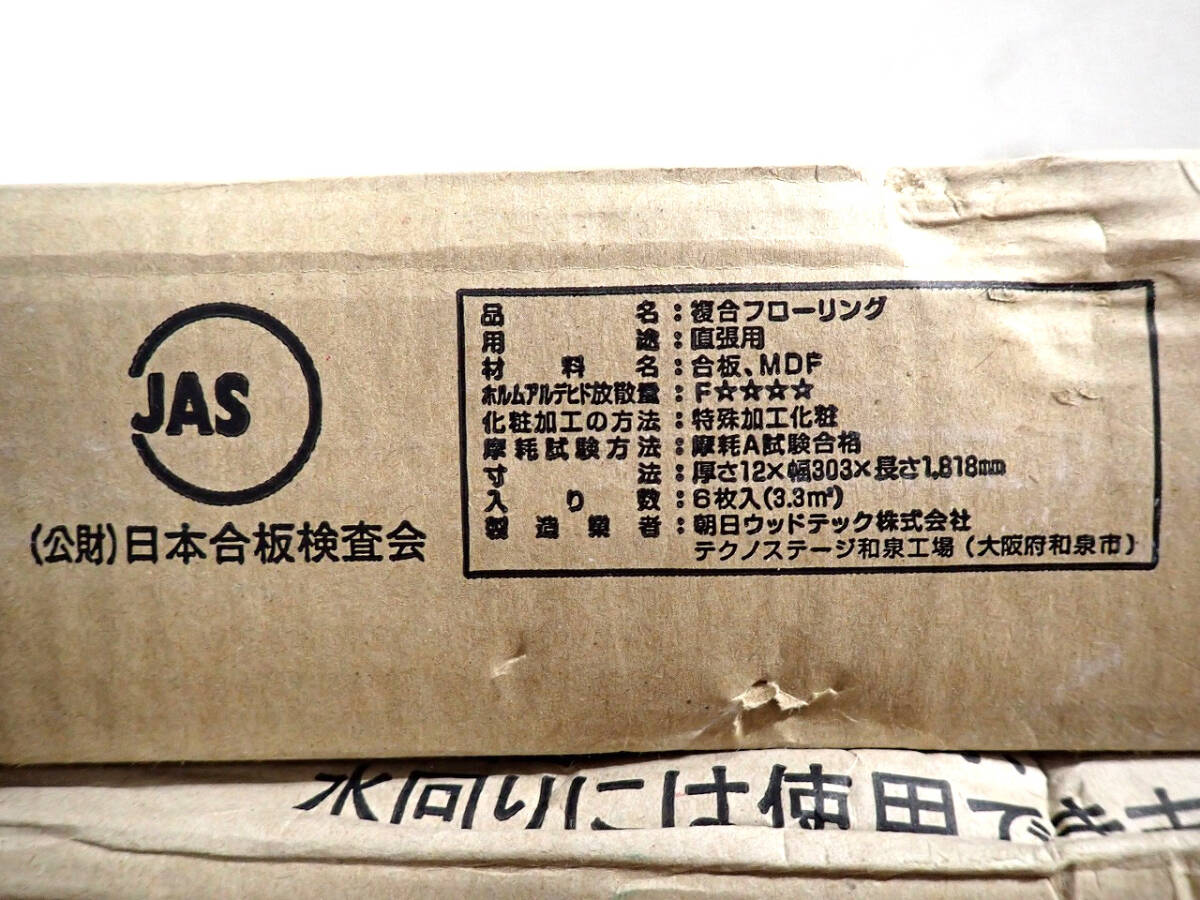 JAS
(公財)日本合板検査会
品名:複合フローリング
用途:直張用
材料名:合板、MDF
ホルムアルデヒド放散量:F☆☆☆☆
化粧加工の方法:特殊加工化粧
摩耗試験方法:摩耗A試験合格
寸法:厚さ12×幅303×長さ1,818mm
入り数:6枚入(3.3㎡)
製造業者:朝日ウッドテック株式会社
テクノステージ和泉工場(大阪府和泉市)
水回りには使用できませ